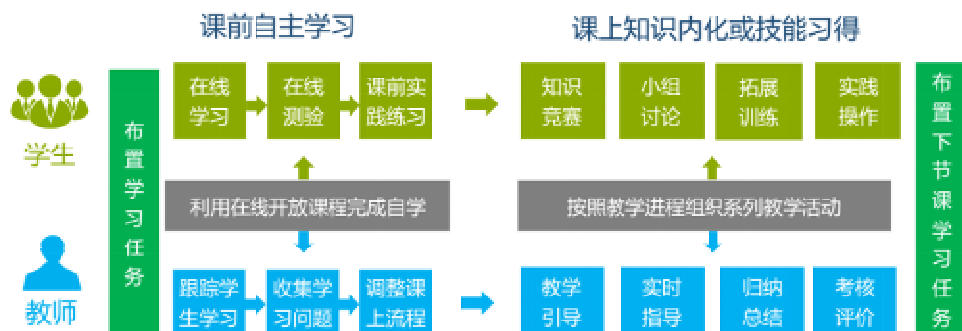 课前自主学习
课上知识内化或技能习得
学生
布
置
学
习
任
务
在线
学习
在线
测验
课前实
践练习
知识
竞赛
小组
讨论
拓展
训练
实践
操作
利用在线开放课程完成自学
按照教学进程组织系列教学活动
教师
跟踪学
生学习
收集学
习问题
调整课
上流程
教学
引导
实时
指导
归纳
总结
考核
评价
布
置
下
节
课
学
习
任
务